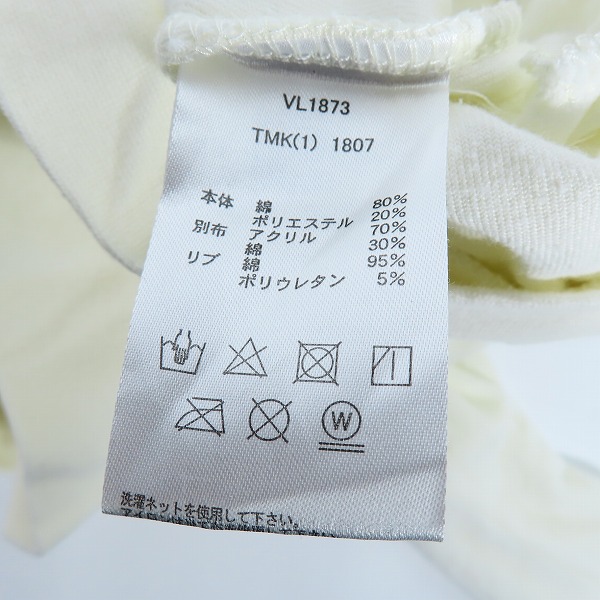 VL1873
TMK(1) 1807
本体 綿 80%
ポリエステル 20%
別布 アクリル 70%
綿 30%
リブ 綿 95%
ポリウレタン 5%
W
洗濯ネットを使用して下さい。